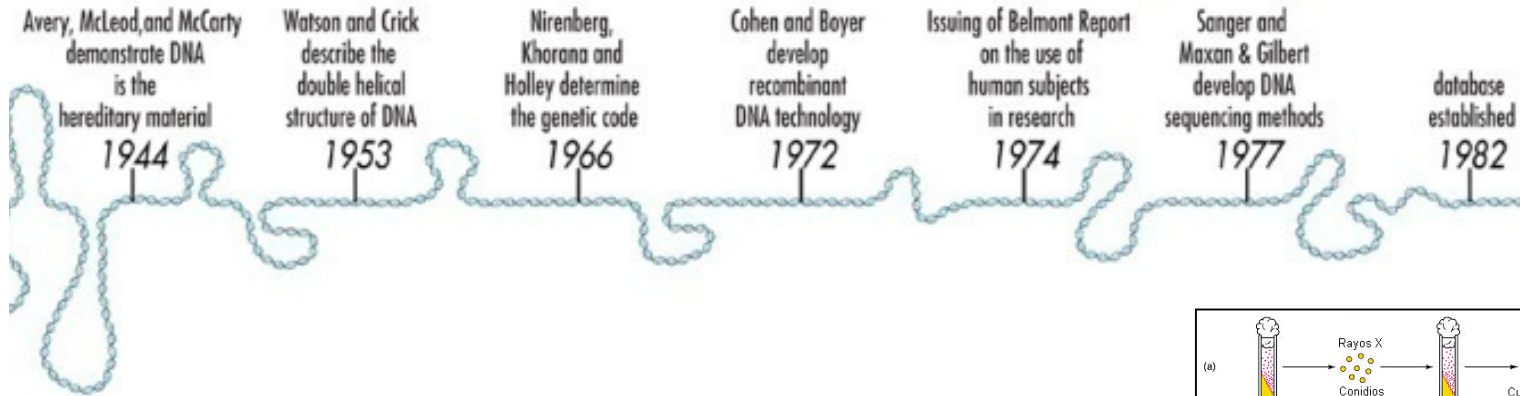 Avery, McLeod,and McCarty
demonstrate DNA
is the
hereditary material
1944
Watson and Crick
describe the
double helical
structure of DNA
1953
Nirenberg,
Khorana and
Holley determine
the genetic code
1966
Cohen and Boyer
develop
recombinant
DNA technology
1972
Issuing of Belmont Report
on the use of
human subjects
in research
1974
Sanger and
Maxan & Gilbert
develop DNA
sequencing methods
1977
database
established
1982
(a)
Rayos X
Conidios